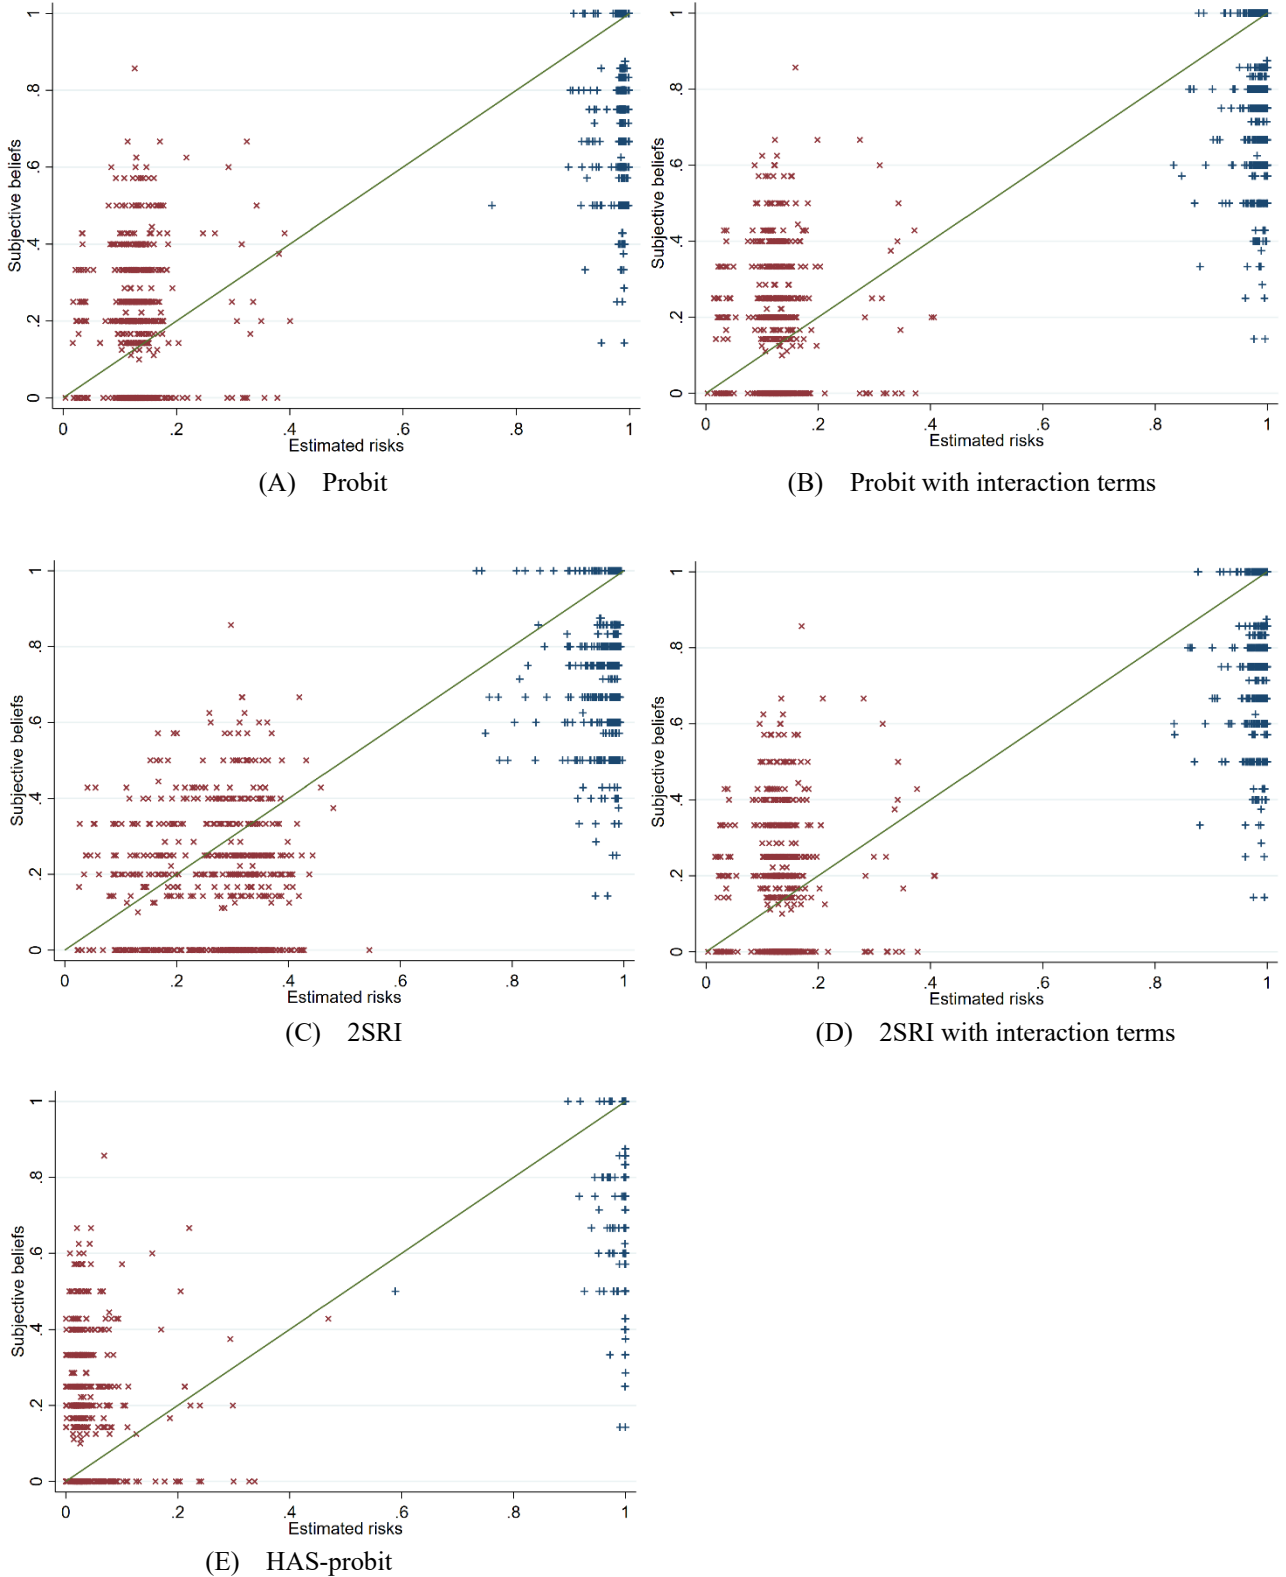 1
.8
.6
.4
.2
0
Subjective beliefs
0 .2 .4 .6 .8 1
Estimated risks
(A) Probit
1
.8
.6
.4
.2
0
Subjective beliefs
0 .2 .4 .6 .8 1
Estimated risks
(B) Probit with interaction terms
1
.8
.6
.4
.2
0
Subjective beliefs
0 .2 .4 .6 .8 1
Estimated risks
(C) 2SRI
1
.8
.6
.4
.2
0
Subjective beliefs
0 .2 .4 .6 .8 1
Estimated risks
(D) 2SRI with interaction terms
1
.8
.6
.4
.2
0
Subjective beliefs
0 .2 .4 .6 .8 1
Estimated risks
(E) HAS-probit